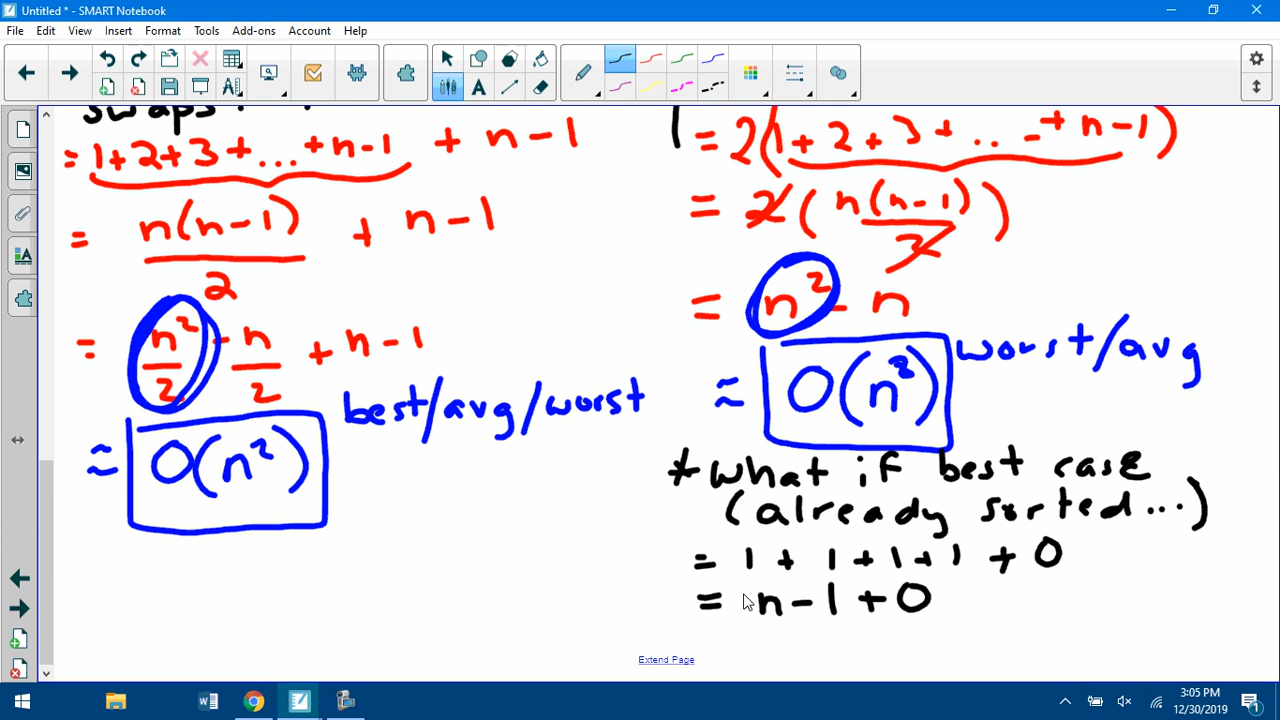 Untitled * - SMART Notebook
File Edit View Insert Format Tools Add-ons Account Help
swaps:
= 1+2+3+...+n-1 + n-1
= n(n-1)/2 + n-1
= n²/2 - n/2 + n-1
best/avg/worst
≈ O(n²)
= 2(1+2+3+...+n-1)
= 2(n(n-1)/2)
= n² - n
worst/avg
≈ O(n²)
*what if best case
(already sorted...)
= 1 + 1 + 1 + 1 + 0
= n-1+0
Extend Page
3:05 PM
12/30/2019